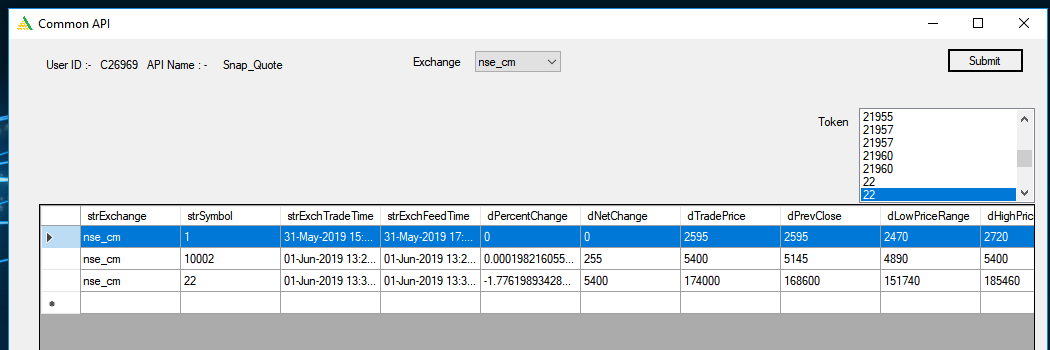 Common API
User ID :- C26969 API Name : - Snap_Quote Exchange nse_cm Submit
Token
21955
21957
21957
21960
21960
22
22
strExchange strSymbol strExchTradeTime strExchFeedTime dPercentChange dNetChange dTradePrice dPrevClose dLowPriceRange dHighPric
nse_cm 1 31-May-2019 15:... 31-May-2019 17:... 0 0 2595 2595 2470 2720
nse_cm 10002 01-Jun-2019 13:2... 01-Jun-2019 13:2... 0.000198216055... 255 5400 5145 4890 5400
nse_cm 22 01-Jun-2019 13:3... 01-Jun-2019 13:3... -1.77619893428... 5400 174000 168600 151740 185460